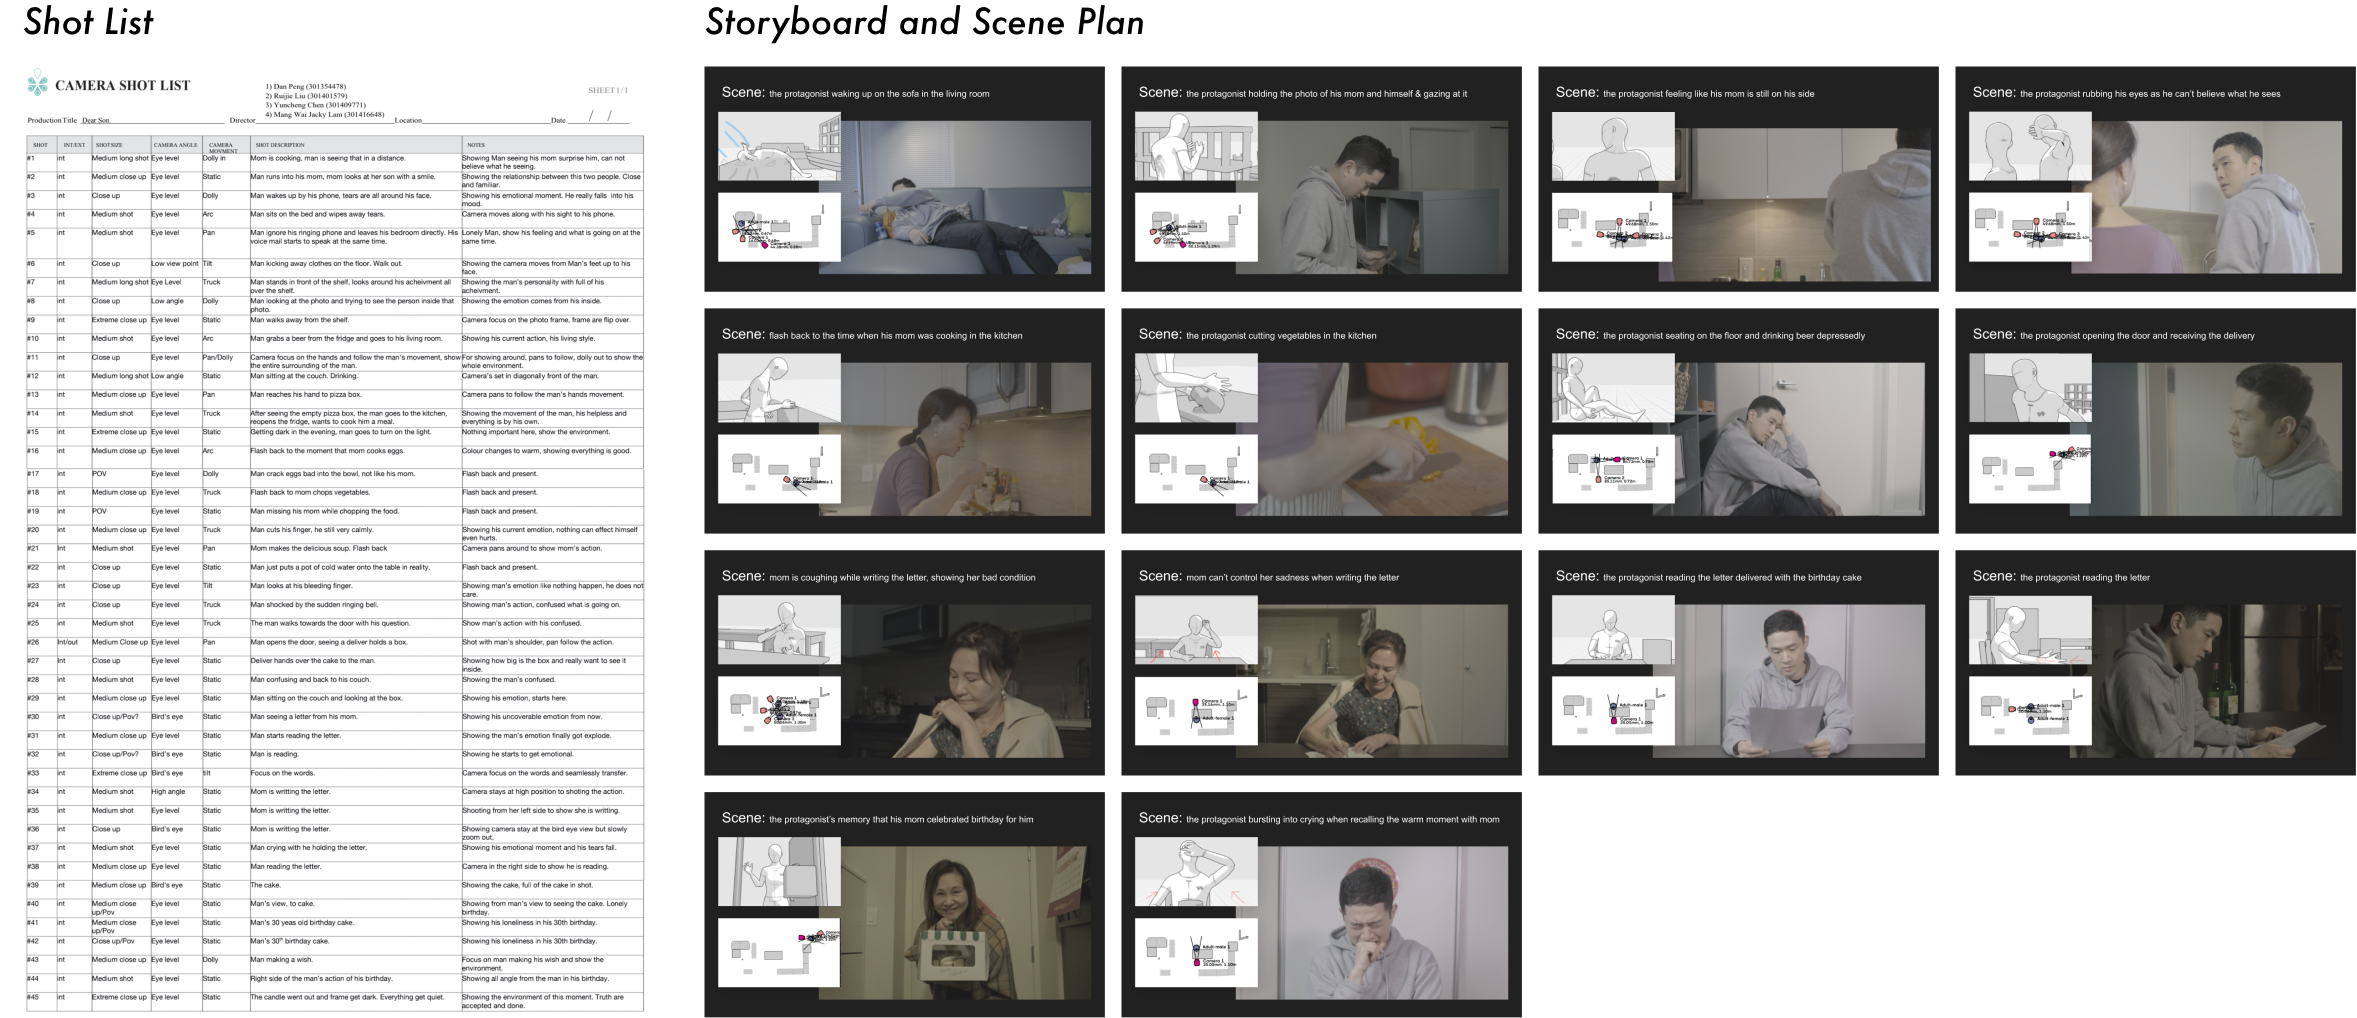 Shot List
Storyboard and Scene Plan
CAMERA SHOT LIST
1) Dan Peng (301354478)
2) Ruijie Liu (301401579)
3) Yuncheng Chen (301409771)
4) Mang Wai Jacky Lam (301416648)
SHEET 1 / 1
Production Title Dear Son. Director Location Date / /
SHOT INT/EXT SHOT SIZE CAMERA ANGLE CAMERA MOVMENT SHOT DESCRIPTION NOTES
#1 int Medium long shot Eye level Dolly in Mom is cooking, man is seeing that in a distance. Showing Man seeing his mom surprise him, can not believe what he seeing.
#2 int Medium close up Eye level Static Man runs into his mom, mom looks at her son with a smile. Showing the relationship between this two people. Close and familiar.
#3 int Close up Eye level Dolly Man wakes up by his phone, tears are all around his face. Showing his emotional moment. He really falls into his mood.
#4 int Medium shot Eye level Arc Man sits on the bed and wipes away tears. Camera moves along with his sight to his phone.
#5 int Medium shot Eye level Pan Man ignore his ringing phone and leaves his bedroom directly. His voice mail starts to speak at the same time. Lonely Man, show his feeling and what is going on at the same time.
#6 int Close up Low view point Tilt Man kicking away clothes on the floor. Walk out. Showing the camera moves from Man's feet up to his face.
#7 int Medium long shot Eye Level Truck Man stands in front of the shelf, looks around his acheivment all over the shelf. Showing the man's personality with full of his acheivment.
#8 int Close up Low angle Dolly Man looking at the photo and trying to see the person inside that photo. Showing the emotion comes from his inside.
#9 int Extreme close up Eye level Static Man walks away from the shelf. Camera focus on the photo frame, frame are flip over.
#10 int Medium shot Eye level Arc Man grabs a beer from the fridge and goes to his living room. Showing his current action, his living style.
#11 int Close up Eye level Pan/Dolly Camera focus on the hands and follow the man's movement, show the entire surrounding of the man. For showing around, pans to follow, dolly out to show the whole environment.
#12 int Medium long shot Low angle Static Man sitting at the couch. Drinking. Camera's set in diagonally front of the man.
#13 int Medium close up Eye level Pan Man reaches his hand to pizza box. Camera pans to follow the man's hands movement.
#14 int Medium shot Eye level Truck After seeing the empty pizza box, the man goes to the kitchen, reopens the fridge, wants to cook him a meal. Showing the movement of the man, his helpless and everything is by his own.
#15 int Extreme close up Eye level Static Getting dark in the evening, man goes to turn on the light. Nothing important here, show the environment.
#16 int Medium close up Eye level Arc Flash back to the moment that mom cooks eggs. Colour changes to warm, showing everything is good.
#17 int POV Eye level Dolly Man crack eggs bad into the bowl, not like his mom. Flash back and present.
#18 int Medium close up Eye level Truck Flash back to mom chops vegetables. Flash back and present.
#19 int POV Eye level Static Man missing his mom while chopping the food. Flash back and present.
#20 int Medium close up Eye level Truck Man cuts his finger, he still very calmly. Showing his current emotion, nothing can effect himself even hurts.
#21 Int Medium shot Eye level Pan Mom makes the delicious soup. Flash back Camera pans around to show mom's action.
#22 int Close up Eye level Static Man just puts a pot of cold water onto the table in reality. Flash back and present.
#23 int Close up Eye level Tilt Man looks at his bleeding finger. Showing man's emotion like nothing happen, he does not care.
#24 int Close up Eye level Truck Man shocked by the sudden ringing bell. Showing man's action, confused what is going on.
#25 int Medium shot Eye level Truck The man walks towards the door with his question. Show man's action with his confused.
#26 Int/out Medium Close up Eye level Pan Man opens the door, seeing a deliver holds a box. Shot with man's shoulder, pan follow the action.
#27 Int Close up Eye level Static Deliver hands over the cake to the man. Showing how big is the box and really want to see it inside.
#28 int Medium shot Eye level Static Man confusing and back to his couch. Showing the man's confused.
#29 int Medium close up Eye level Static Man sitting on the couch and looking at the box. Showing his emotion, starts here.
#30 int Close up/Pov? Bird's eye Static Man seeing a letter from his mom. Showing his uncoverable emotion from now.
#31 int Medium close up Eye level Static Man starts reading the letter. Showing the man's emotion finally got explode.
#32 int Close up/Pov? Bird's eye Static Man is reading. Showing he starts to get emotional.
#33 int Extreme close up Bird's eye tilt Focus on the words. Camera focus on the words and seamlessly transfer.
#34 int Medium shot High angle Static Mom is writting the letter. Camera stays at high position to shoting the action.
#35 int Medium shot Eye level Static Mom is writting the letter. Shooting from her left side to show she is writting.
#36 int Close up Bird's eye Static Mom is writting the letter. Showing camera stay at the bird eye view but slowly zoom out.
#37 int Medium shot Eye level Static Man crying with he holding the letter. Showing his emotional moment and his tears fall.
#38 int Medium close up Eye level Static Man reading the letter. Camera in the right side to show he is reading.
#39 int Medium close up Bird's eye Static The cake. Showing the cake, full of the cake in shot.
#40 int Medium close up/Pov Eye level Static Man's view, to cake. Showing from man's view to seeing the cake. Lonely birthday.
#41 int Medium close up/Pov Eye level Static Man's 30 yeas old birthday cake. Showing his loneliness in his 30th birthday.
#42 int Close up/Pov Eye level Static Man's 30th birthday cake. Showing his loneliness in his 30th birthday.
#43 int Medium close up Eye level Dolly Man making a wish. Focus on man making his wish and show the environment.
#44 int Medium shot Eye level Static Right side of the man's action of his birthday. Showing all angle from the man in his birthday.
#45 int Extreme close up Eye level Static The candle went out and frame get dark. Everything get quiet. Showing the environment of this moment. Truth are accepted and done.
Scene: the protagonist waking up on the sofa in the living room
Scene: the protagonist holding the photo of his mom and himself & gazing at it
Scene: the protagonist feeling like his mom is still on his side
Scene: the protagonist rubbing his eyes as he can't believe what he sees
Scene: flash back to the time when his mom was cooking in the kitchen
Scene: the protagonist cutting vegetables in the kitchen
Scene: the protagonist seating on the floor and drinking beer depressedly
Scene: the protagonist opening the door and receiving the delivery
Scene: mom is coughing while writing the letter, showing her bad condition
Scene: mom can't control her sadness when writing the letter
Scene: the protagonist reading the letter delivered with the birthday cake
Scene: the protagonist reading the letter
Scene: the protagonist's memory that his mom celebrated birthday for him
Scene: the protagonist bursting into crying when recalling the warm moment with mom